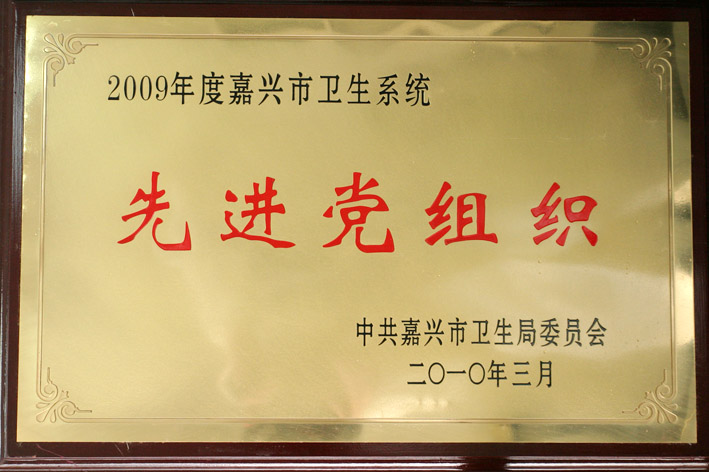 2009年度嘉兴市卫生系统
先进党组织
中共嘉兴市卫生局委员会
二〇一〇年三月